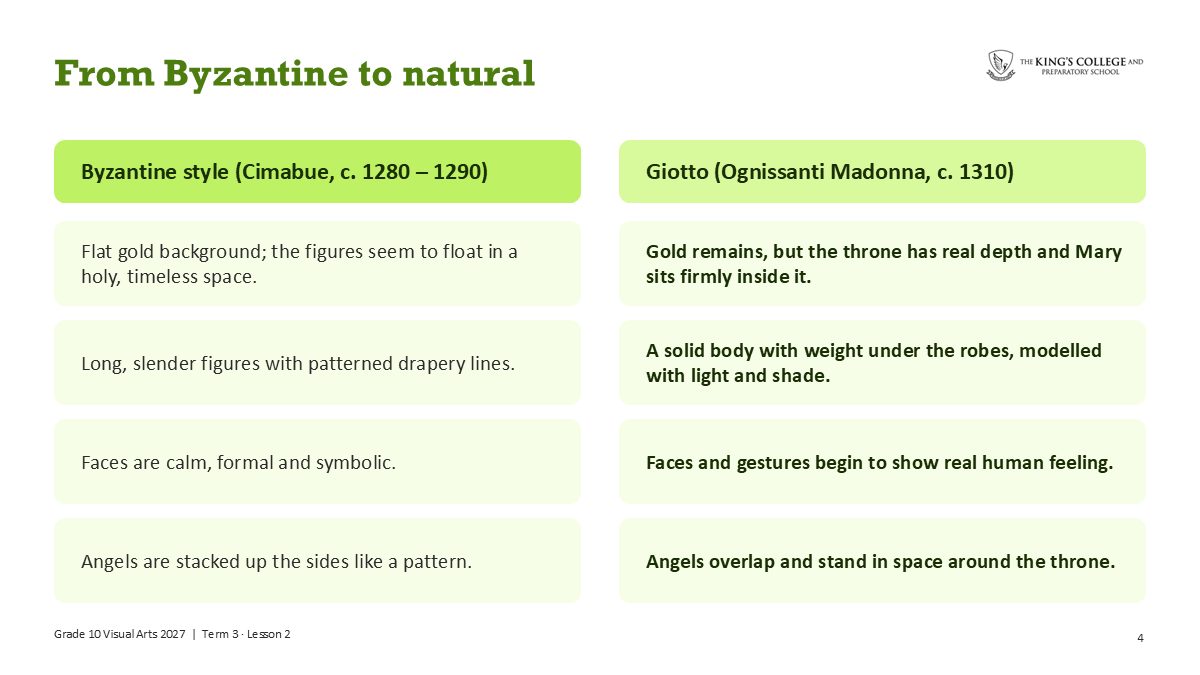 From Byzantine to natural
THE KING'S COLLEGE AND
PREPARATORY SCHOOL
Byzantine style (Cimabue, c. 1280 – 1290)
Giotto (Ognissanti Madonna, c. 1310)
Flat gold background; the figures seem to float in a
holy, timeless space.
Gold remains, but the throne has real depth and Mary
sits firmly inside it.
Long, slender figures with patterned drapery lines.
A solid body with weight under the robes, modelled
with light and shade.
Faces are calm, formal and symbolic.
Faces and gestures begin to show real human feeling.
Angels are stacked up the sides like a pattern.
Angels overlap and stand in space around the throne.
Grade 10 Visual Arts 2027 | Term 3 · Lesson 2
4